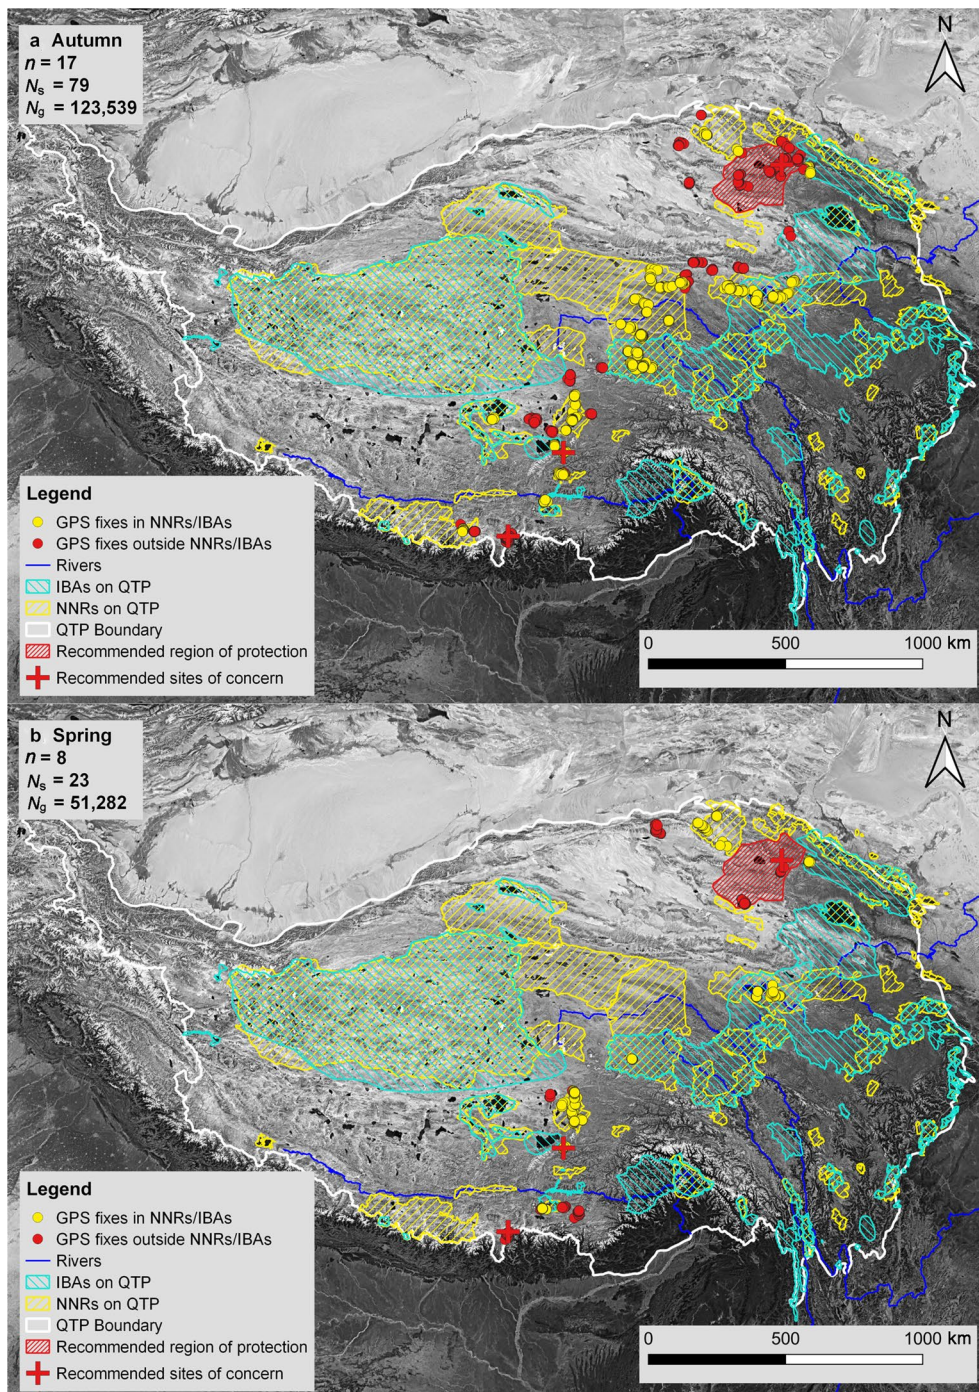 a Autumn
n = 17
Ns = 79
Ng = 123,539
N
Legend
GPS fixes in NNRs/IBAs
GPS fixes outside NNRs/IBAs
Rivers
IBAs on QTP
NNRs on QTP
QTP Boundary
Recommended region of protection
Recommended sites of concern
0 500 1000 km
b Spring
n = 8
Ns = 23
Ng = 51,282
N
Legend
GPS fixes in NNRs/IBAs
GPS fixes outside NNRs/IBAs
Rivers
IBAs on QTP
NNRs on QTP
QTP Boundary
Recommended region of protection
Recommended sites of concern
0 500 1000 km